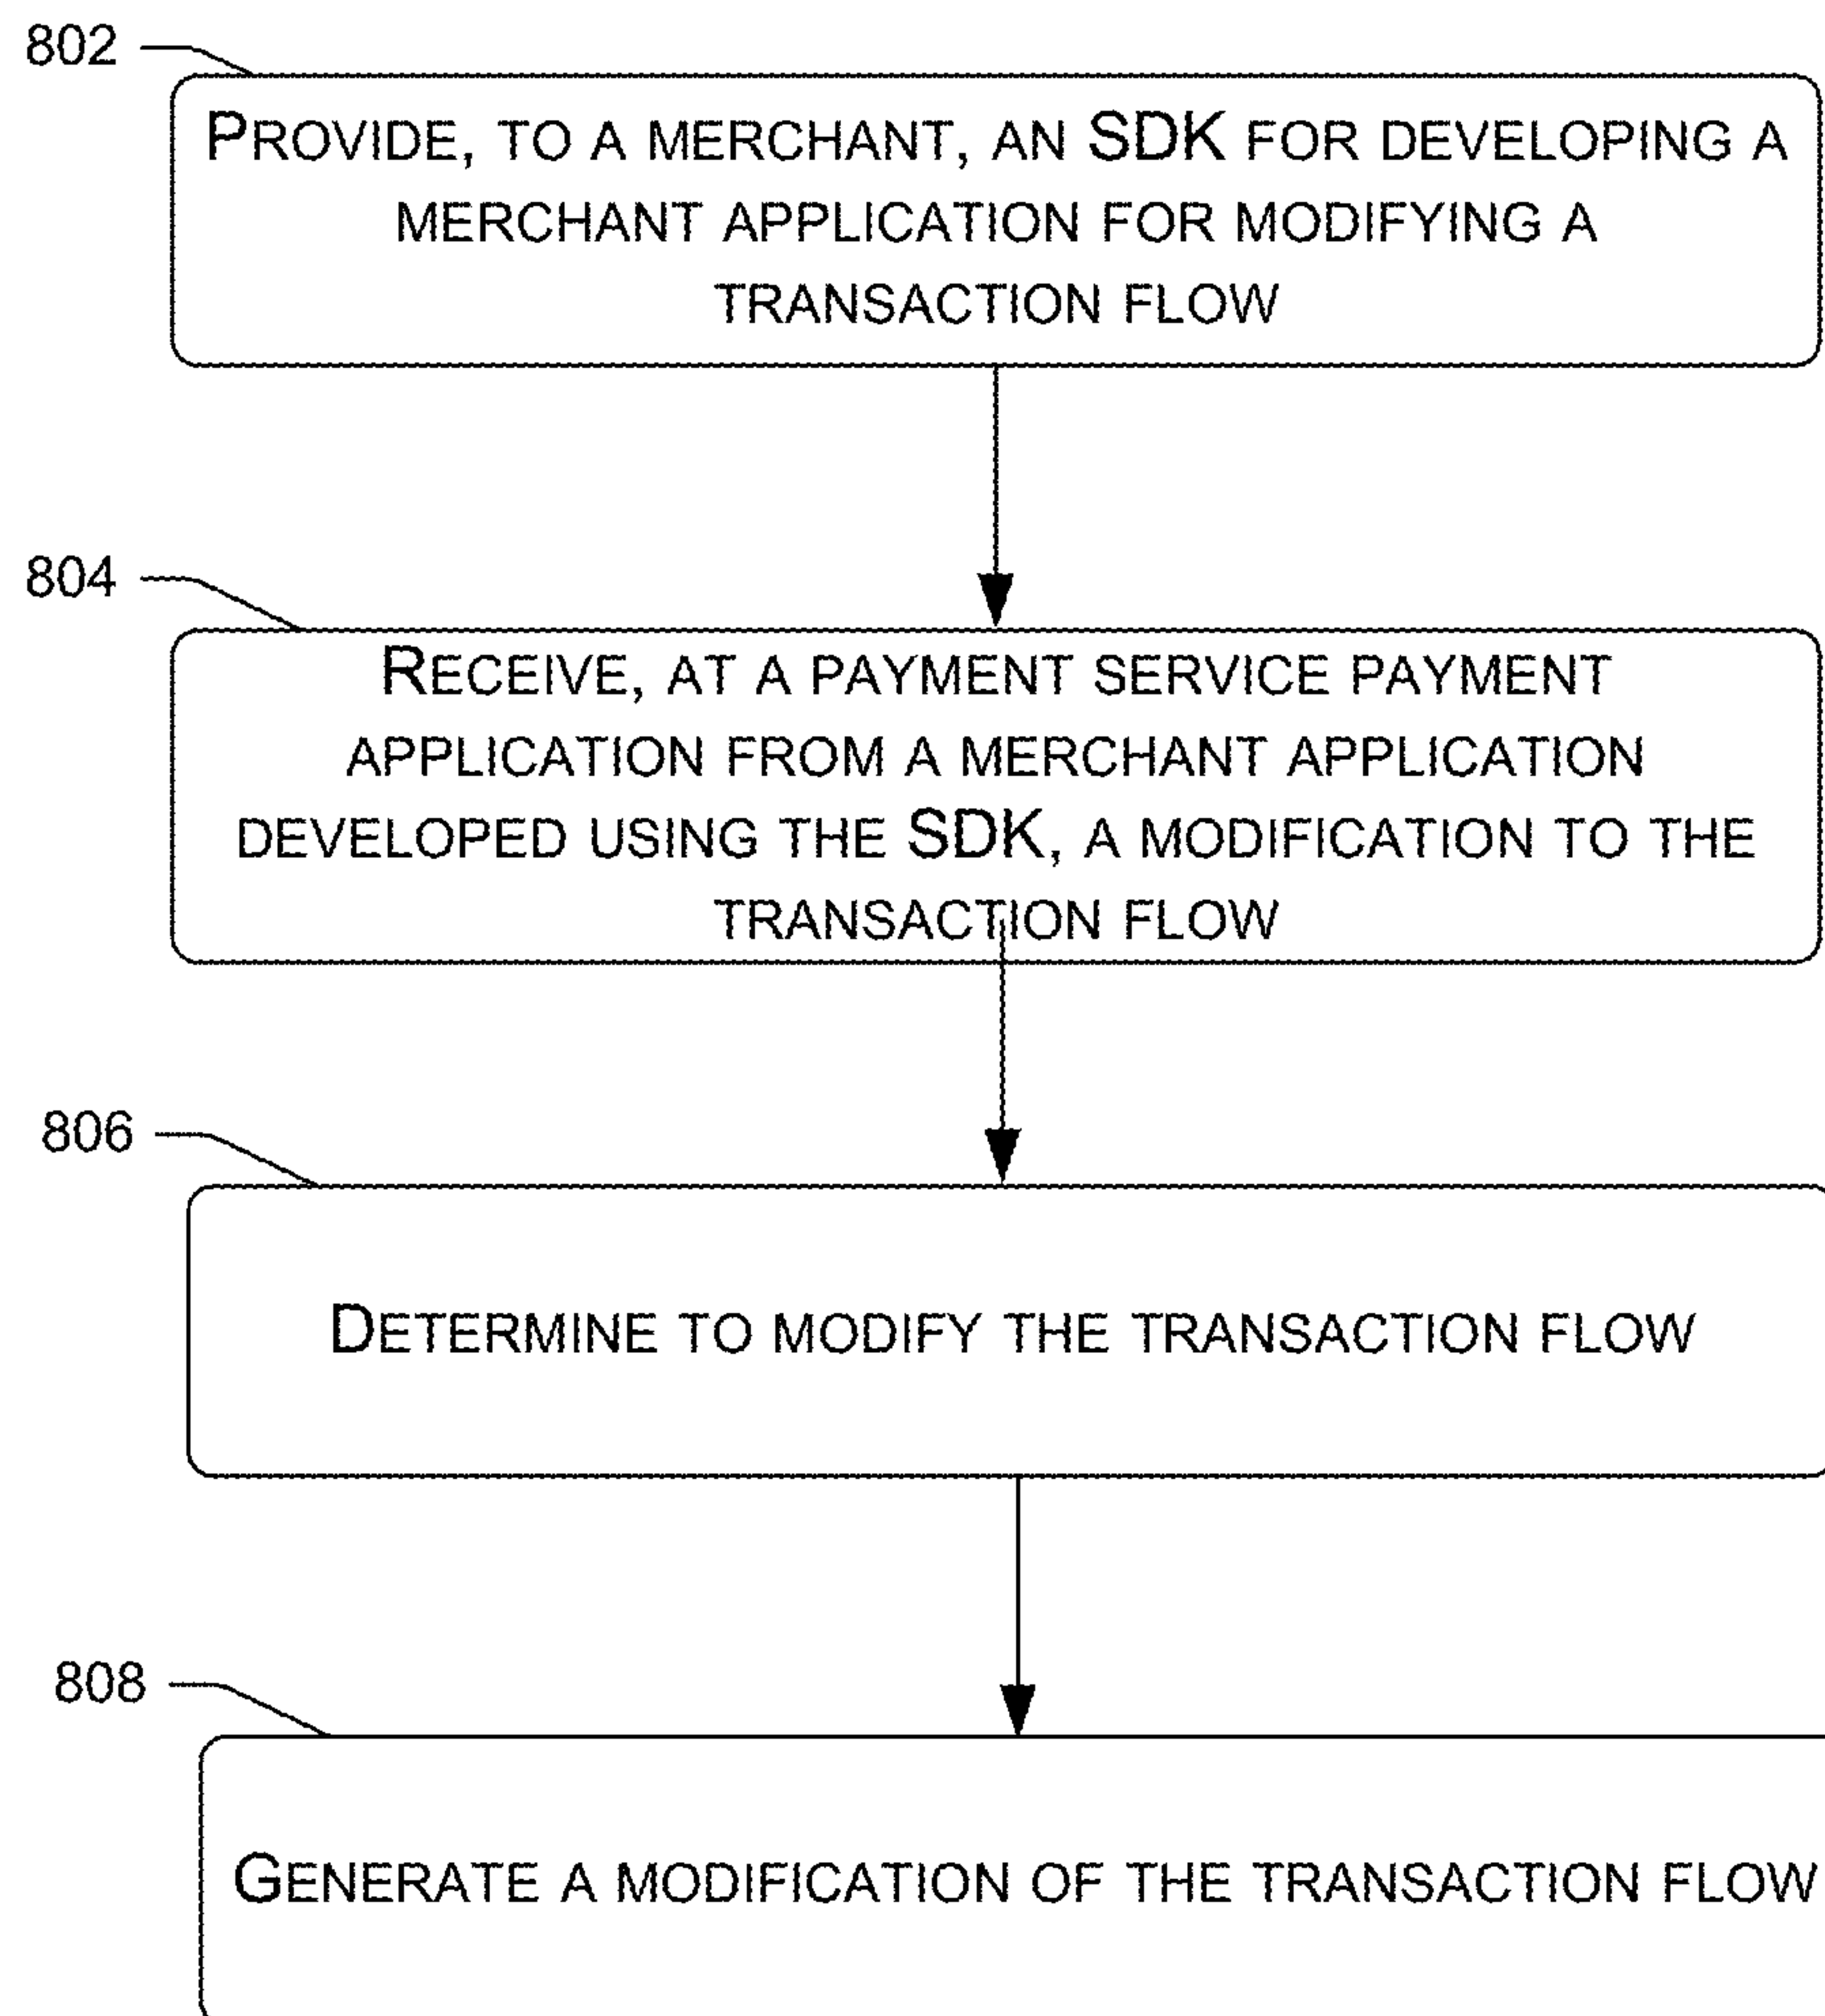 802
PROVIDE, TO A MERCHANT, AN SDK FOR DEVELOPING A
MERCHANT APPLICATION FOR MODIFYING A
TRANSACTION FLOW
804
RECEIVE, AT A PAYMENT SERVICE PAYMENT
APPLICATION FROM A MERCHANT APPLICATION
DEVELOPED USING THE SDK, A MODIFICATION TO THE
TRANSACTION FLOW
806
DETERMINE TO MODIFY THE TRANSACTION FLOW
808
GENERATE A MODIFICATION OF THE TRANSACTION FLOW